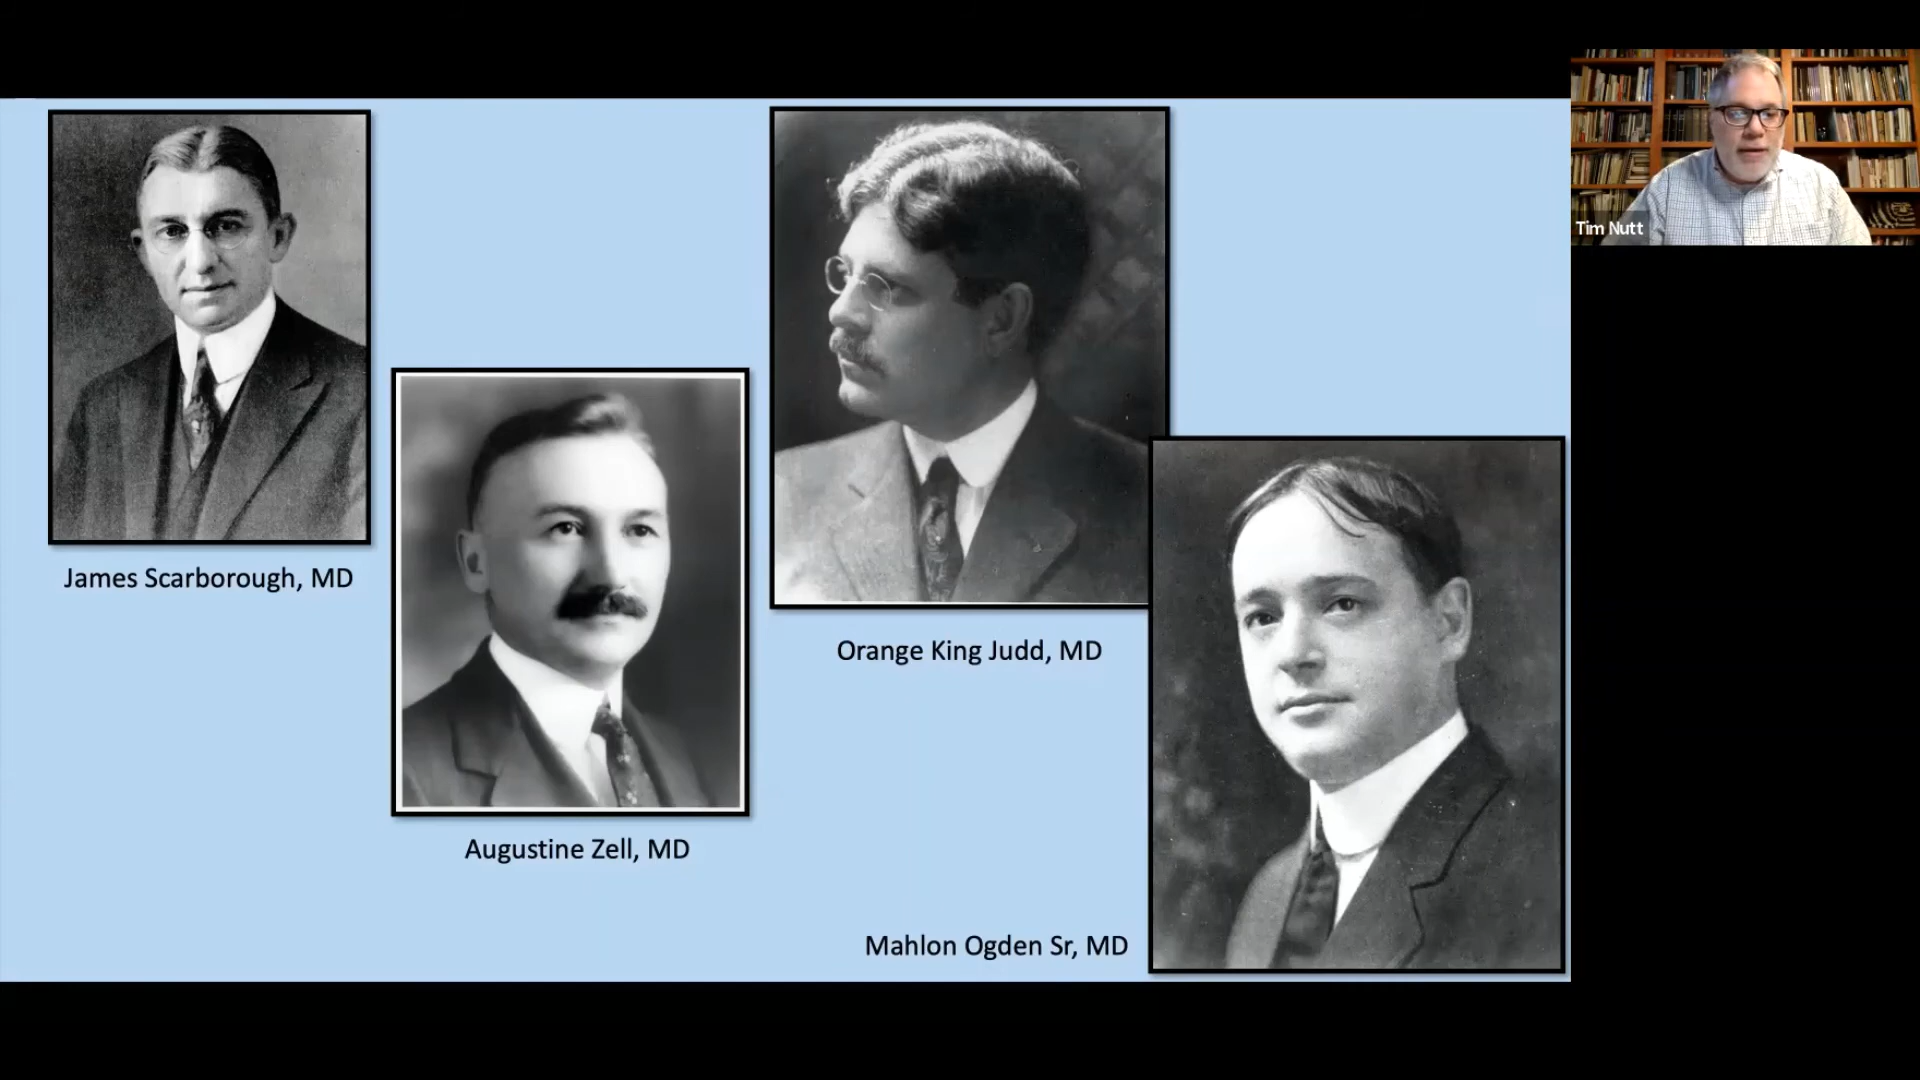 James Scarborough, MD
Augustine Zell, MD
Orange King Judd, MD
Mahlon Ogden Sr, MD
Tim Nutt